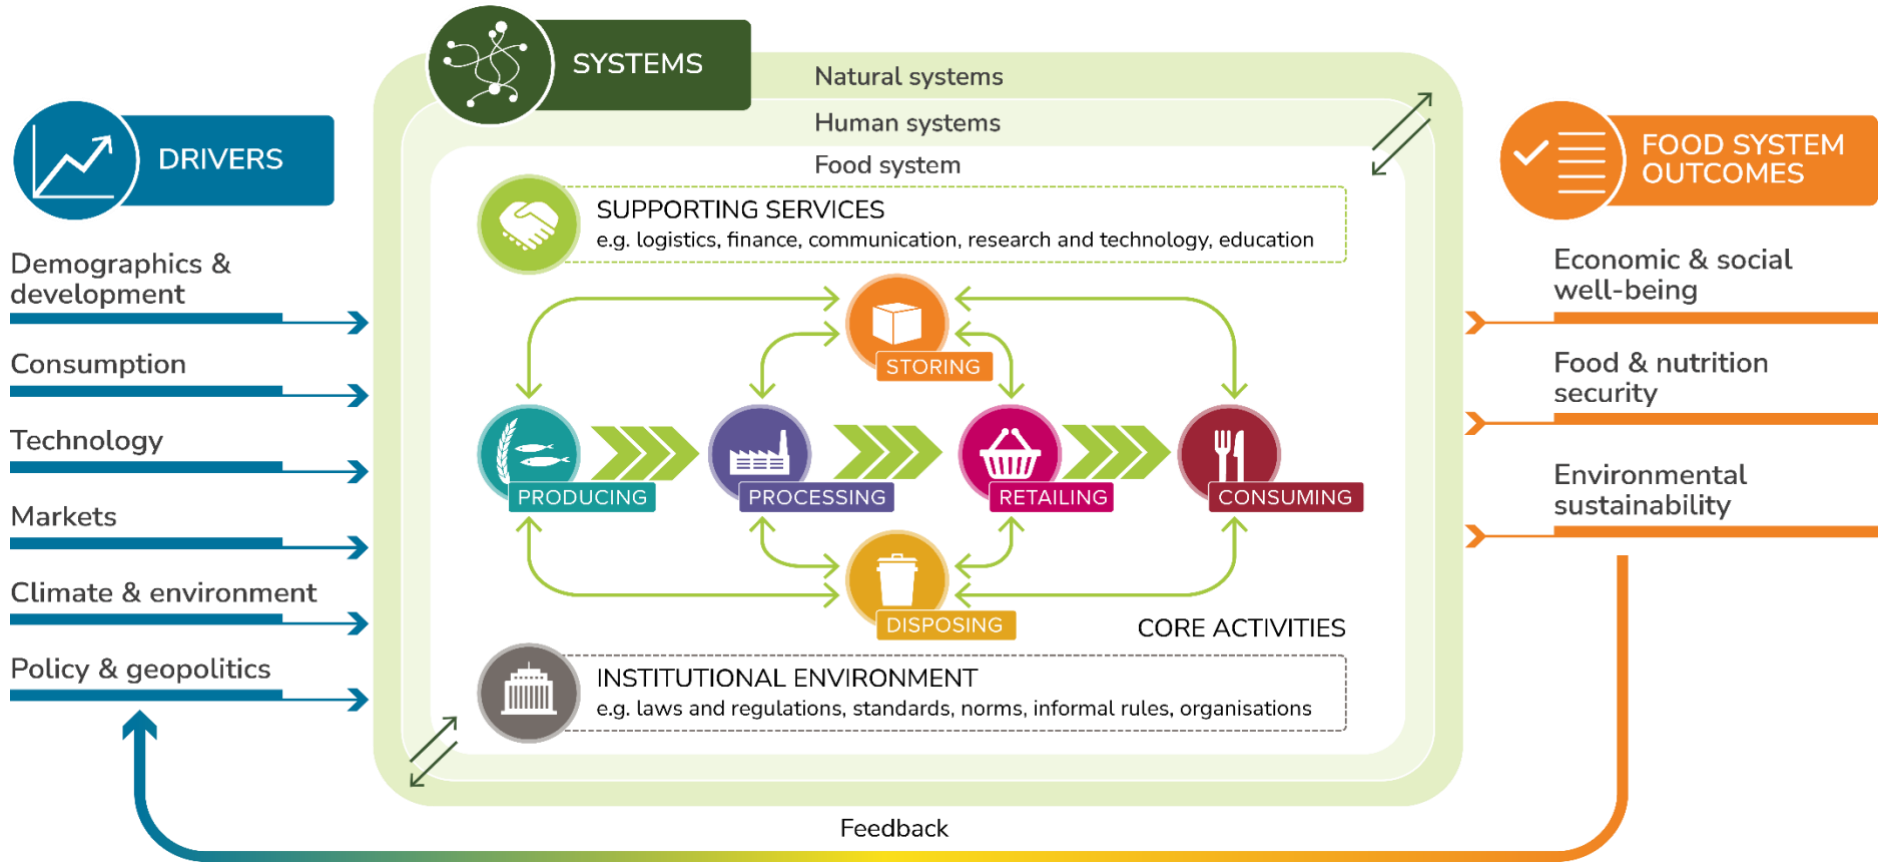 SYSTEMS
Natural systems
Human systems
Food system
DRIVERS
Demographics &
development
Consumption
Technology
Markets
Climate & environment
Policy & geopolitics
SUPPORTING SERVICES
e.g. logistics, finance, communication, research and technology, education
STORING
PRODUCING
PROCESSING
RETAILING
CONSUMING
DISPOSING
CORE ACTIVITIES
INSTITUTIONAL ENVIRONMENT
e.g. laws and regulations, standards, norms, informal rules, organisations
FOOD SYSTEM
OUTCOMES
Economic & social
well-being
Food & nutrition
security
Environmental
sustainability
Feedback